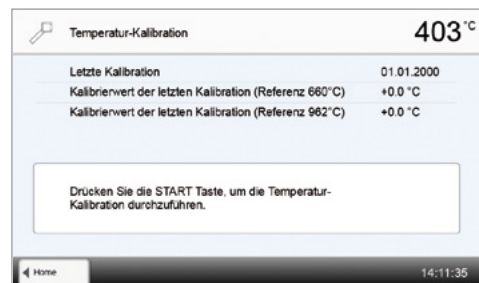 Temperatur-Kalibration 403 °C
Letzte Kalibration 01.01.2000
Kalibrierwert der letzten Kalibration (Referenz 660°C) +0.0 °C
Kalibrierwert der letzten Kalibration (Referenz 962°C) +0.0 °C
Drücken Sie die START Taste, um die Temperatur-
Kalibration durchzuführen.
Home 14:11:35